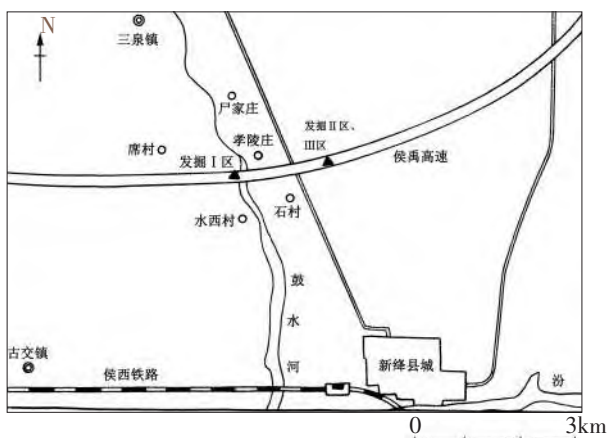 N
三泉镇
尸家庄
发掘Ⅱ区、
Ⅲ区
孝陵庄
席村
侯禹高速
发掘Ⅰ区
石村
水西村
鼓
水
河
古交镇
侯西铁路
新绛县城
汾
0 3km